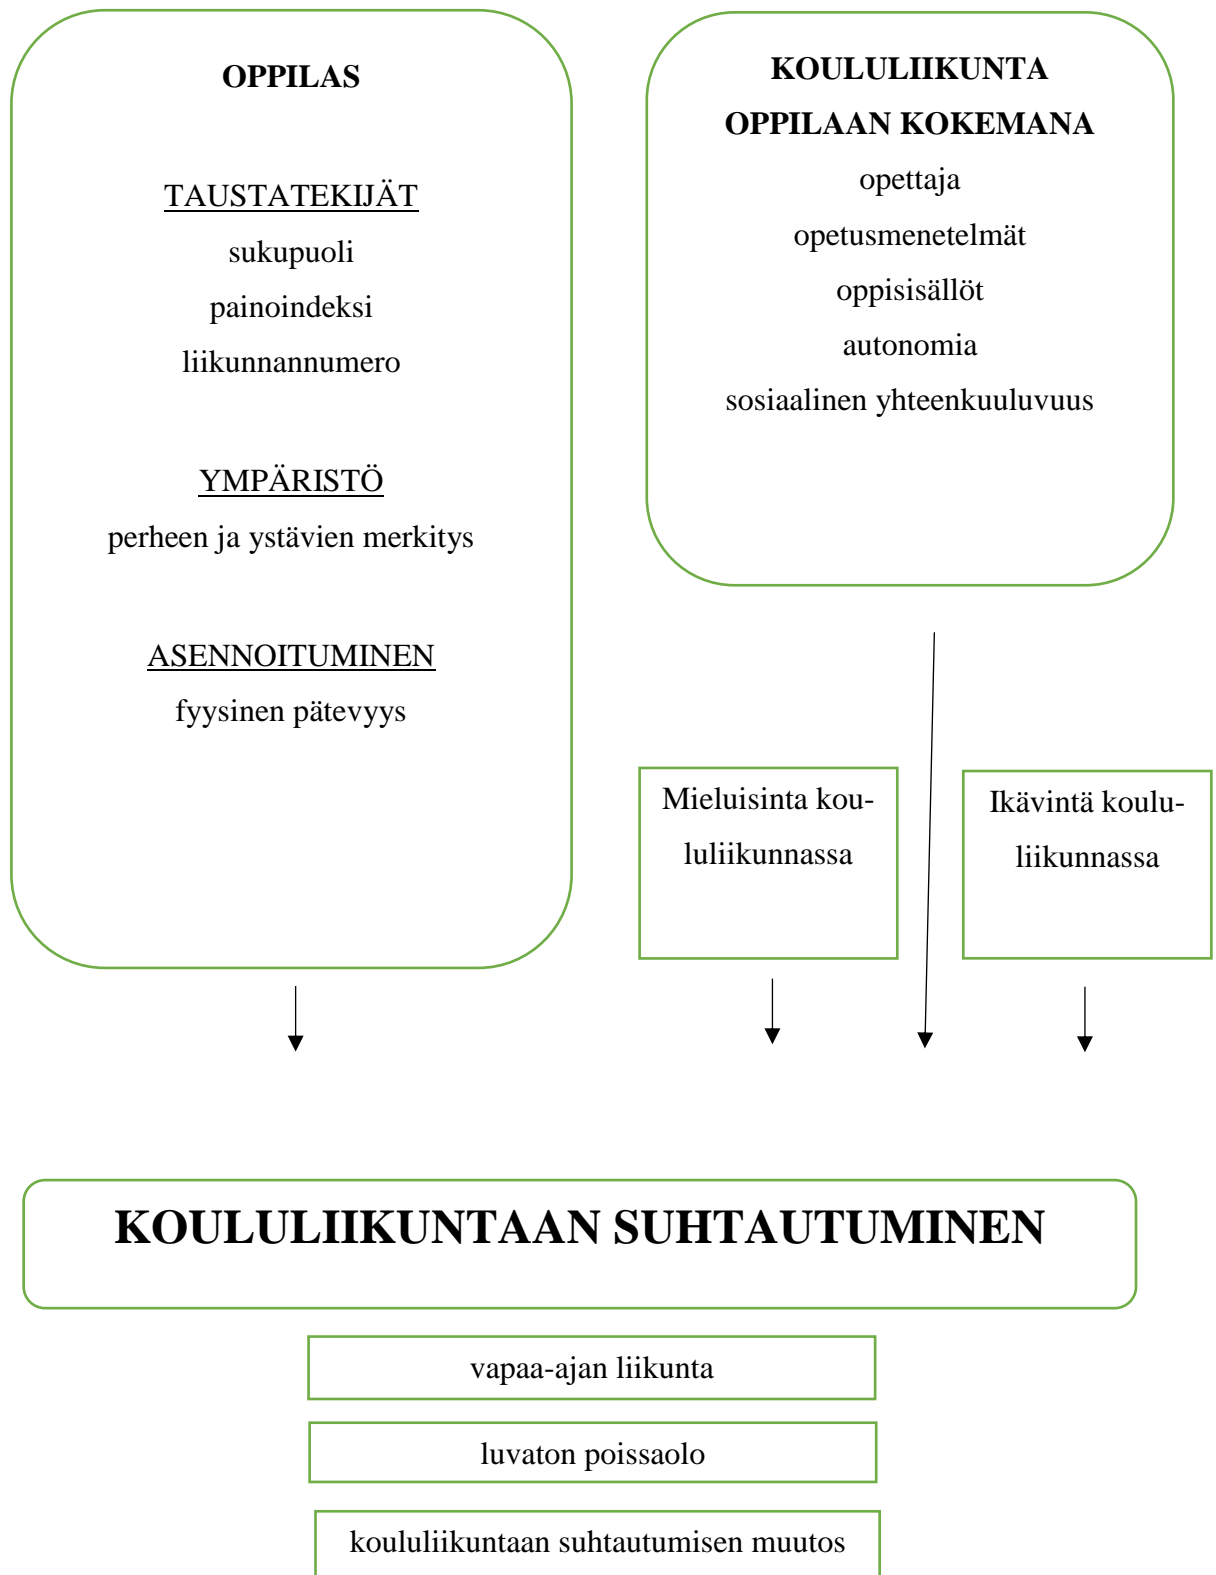 OPPILAS
TAUSTATEKIJÄT
sukupuoli
painoindeksi
liikunnannumero
YMPÄRISTÖ
perheen ja ystävien merkitys
ASENNOITUMINEN
fyysinen pätevyys
KOULULIIKUNTA
OPPILAAN KOKEMANA
opettaja
opetusmenetelmät
oppisisällöt
autonomia
sosiaalinen yhteenkuuluvuus
Mieluisinta kou-
luliikunnassa
Ikävintä koulu-
liikunnassa
KOULULIIKUNTAAN SUHTAUTUMINEN
vapaa-ajan liikunta
luvaton poissaolo
koululiikuntaan suhtautumisen muutos